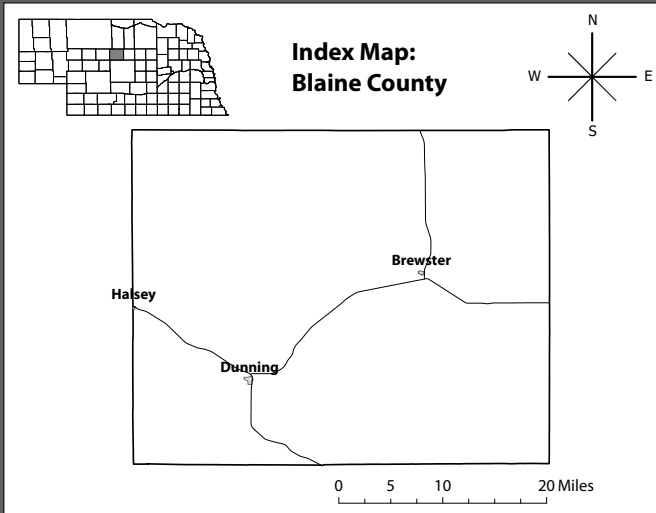 Index Map:
Blaine County
N
W E
S
Brewster
Halsey
Dunning
0 5 10 20 Miles